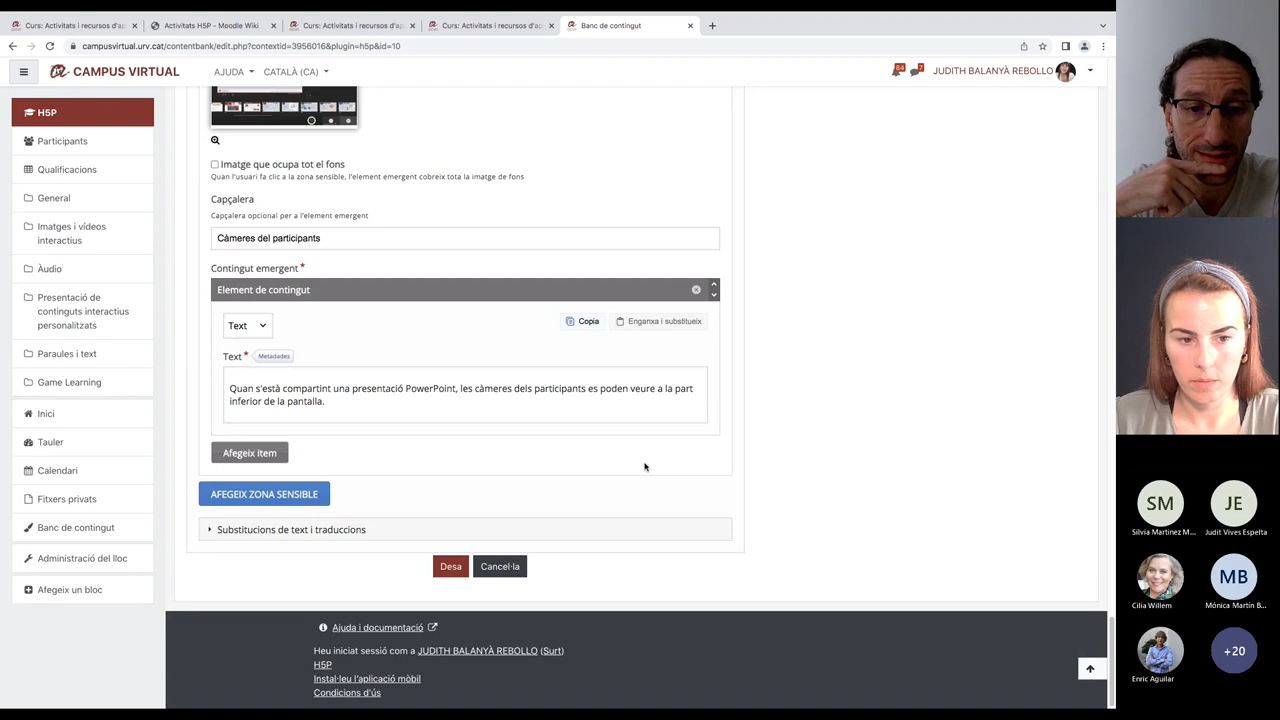 Curs: Activitats i recursos d'ap
Activitats H5P - Moodle Wiki
Curs: Activitats i recursos d'ap
Curs: Activitats i recursos d'ap
Banc de contingut
campusvirtual.urv.cat/contentbank/edit.php?contextid=3956016&plugin=h5p&id=10
CAMPUS VIRTUAL
AJUDA
CATALÀ (CA)
84
7
JUDITH BALANYÀ REBOLLO
H5P
Participants
Qualificacions
General
Imatges i vídeos
interactius
Àudio
Presentació de
continguts interactius
personalitzats
Paraules i text
Game Learning
Inici
Tauler
Calendari
Fitxers privats
Banc de contingut
Administració del lloc
Afegeix un bloc
Imatge que ocupa tot el fons
Quan l'usuari fa clic a la zona sensible, l'element emergent cobreix tota la imatge de fons
Capçalera
Capçalera opcional per a l'element emergent
Càmeres del participants
Contingut emergent *
Element de contingut
Text
Copia
Enganxa i substitueix
Text *
Metadades
Quan s'està compartint una presentació PowerPoint, les càmeres dels participants es poden veure a la part
inferior de la pantalla.
Afegeix item
AFEGEIX ZONA SENSIBLE
Substitucions de text i traduccions
Desa
Cancel·la
Ajuda i documentació
Heu iniciat sessió com a JUDITH BALANYÀ REBOLLO (Surt)
H5P
Instal·leu l'aplicació mòbil
Condicions d'ús
SM
Silvia Martinez M...
JE
Judit Vives Espelta
Cilia Willem
MB
Mónica Martín B...
Enric Aguilar
+20